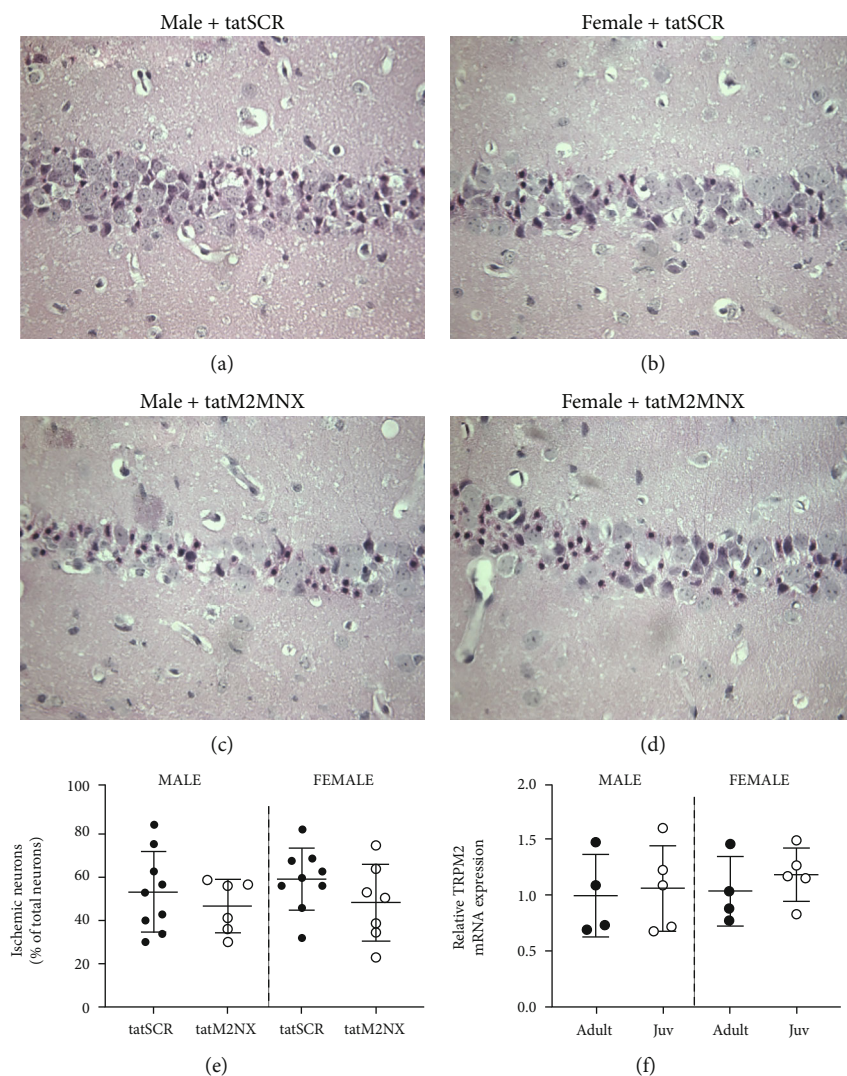 Male + tatSCR
Female + tatSCR
(a)
(b)
Male + tatM2MNX
Female + tatM2MNX
(c)
(d)
100
80
60
40
20
0
Ischemic neurons
(% of total neurons)
MALE
FEMALE
tatSCR
tatM2NX
tatSCR
tatM2NX
(e)
2.0
1.5
1.0
0.5
0.0
Relative TRPM2
mRNA expression
MALE
FEMALE
Adult
Juv
Adult
Juv
(f)